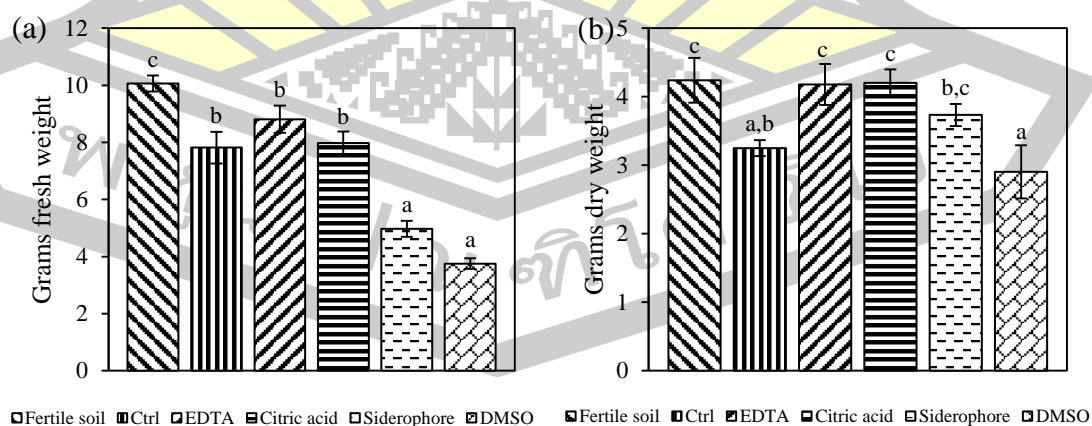 (a)
Grams fresh weight
12
10
8
6
4
2
0
c
b
b
b
a
a
Fertile soil Ctrl EDTA Citric acid Siderophore DMSO
(b)
Grams dry weight
5
4
3
2
1
0
c
a,b
c
c
b,c
a
Fertile soil Ctrl EDTA Citric acid Siderophore DMSO